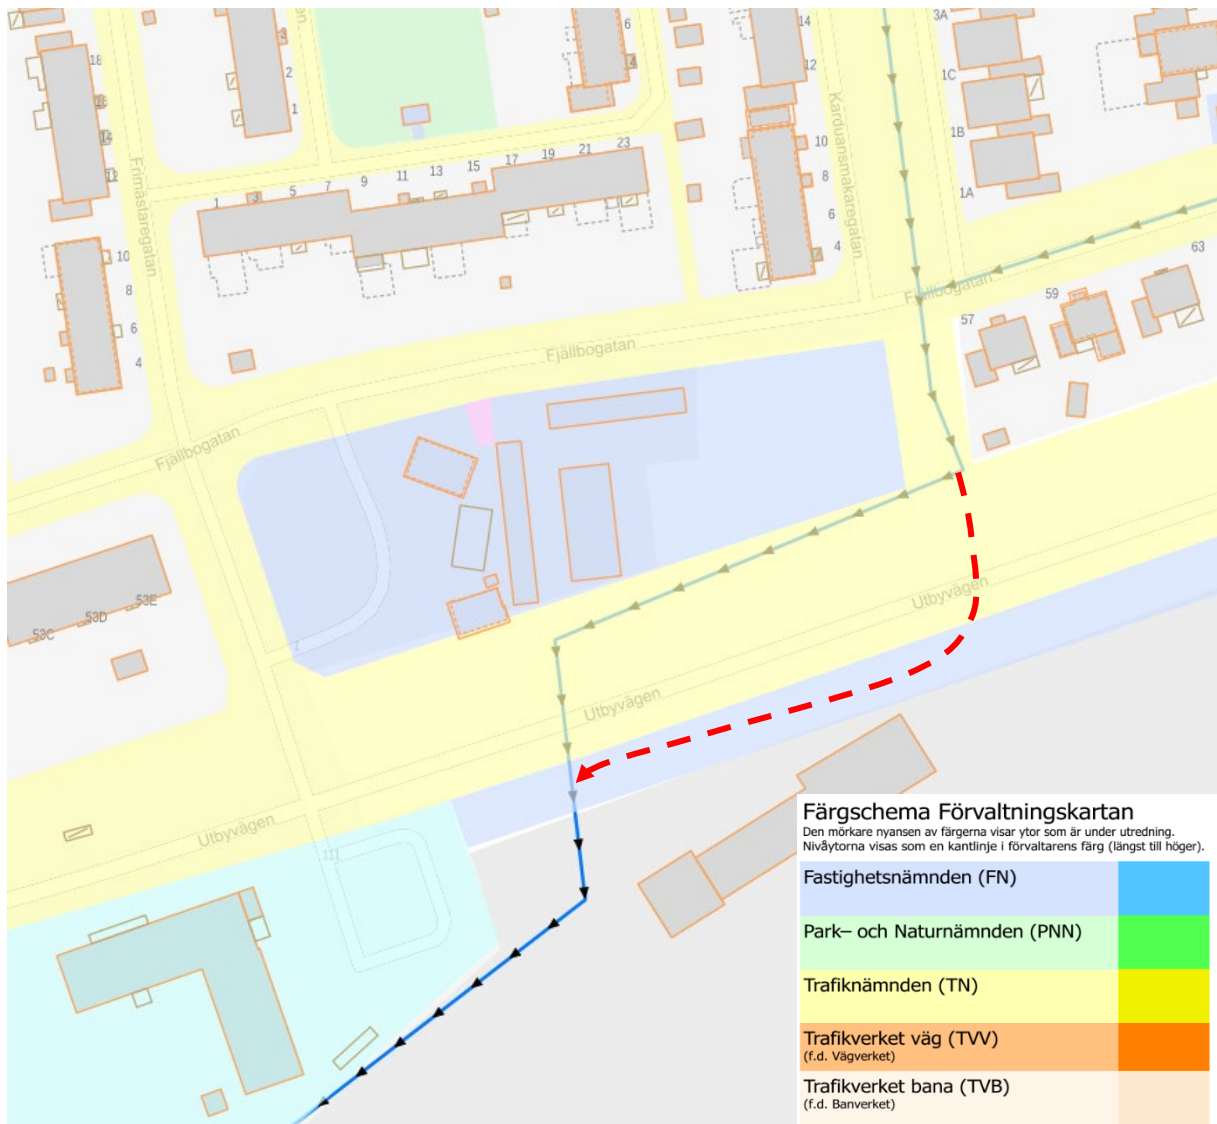 6
14
3A
18
3
4
12
1C
2
16
1
14
10
1B
12
Frimästaregatan
Karduansmakaregatan
23
21
19
17
15
13
11
9
7
5
3
1
8
1A
6
4
10
8
6
4
63
Fjällbogatan
59
57
Fjällbogatan
Fjällbogatan
53E
53D
53C
1
Utbyvägen
Utbyvägen
Utbyvägen
111
Färgschema Förvaltningskartan
Den mörkare nyansen av färgerna visar ytor som är under utredning.
Nivåytorna visas som en kantlinje i förvaltarens färg (längst till höger).
Fastighetsnämnden (FN)
Park– och Naturnämnden (PNN)
Trafiknämnden (TN)
Trafikverket väg (TVV)
(f.d. Vägverket)
Trafikverket bana (TVB)
(f.d. Banverket)